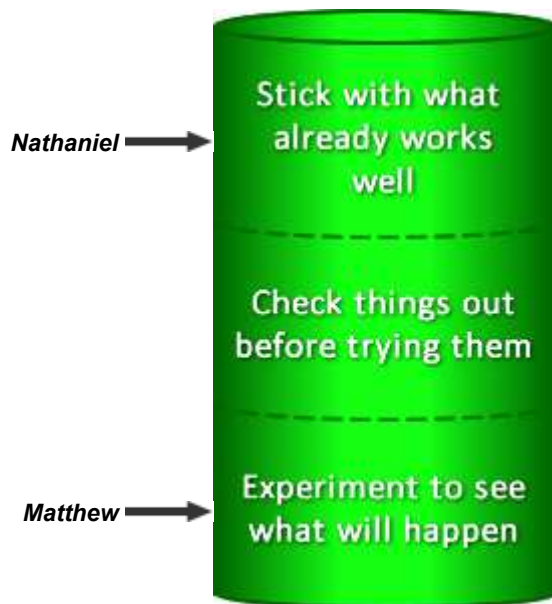 Stick with what
already works
well
Nathaniel
Check things out
before trying them
Experiment to see
what will happen
Matthew